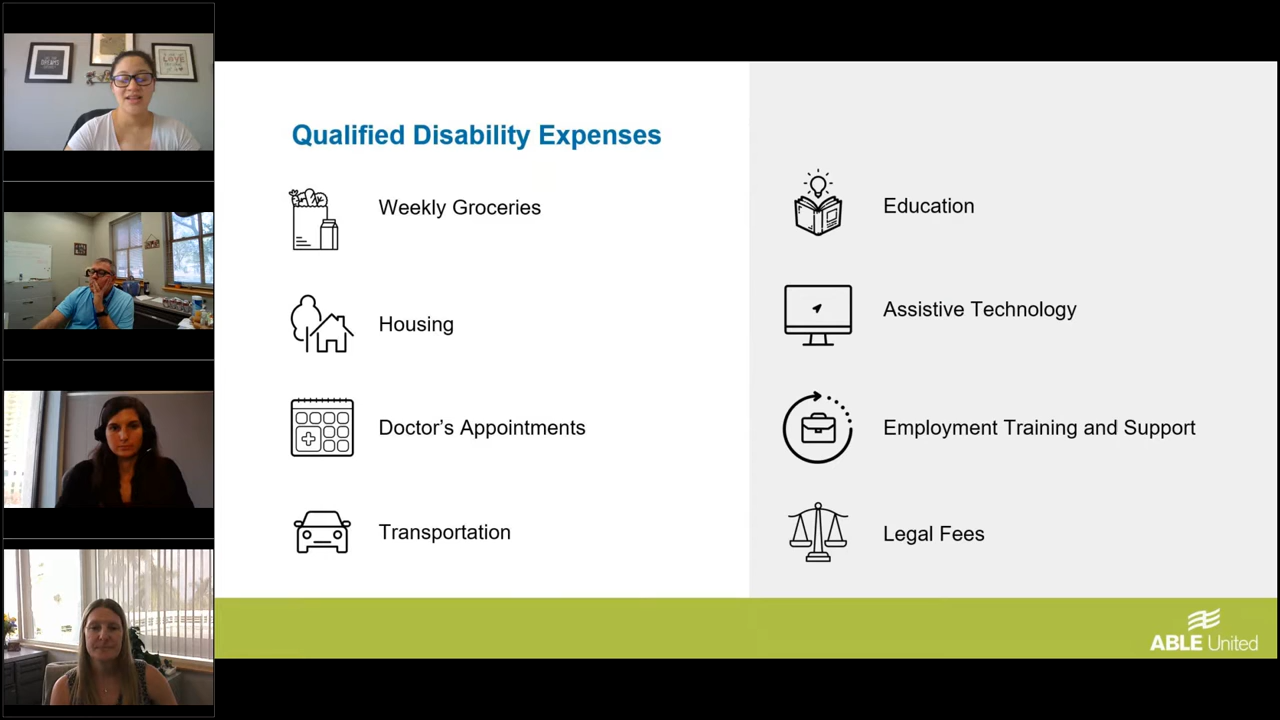 Qualified Disability Expenses
Weekly Groceries
Housing
Doctor's Appointments
Transportation
Education
Assistive Technology
Employment Training and Support
Legal Fees
ABLE United